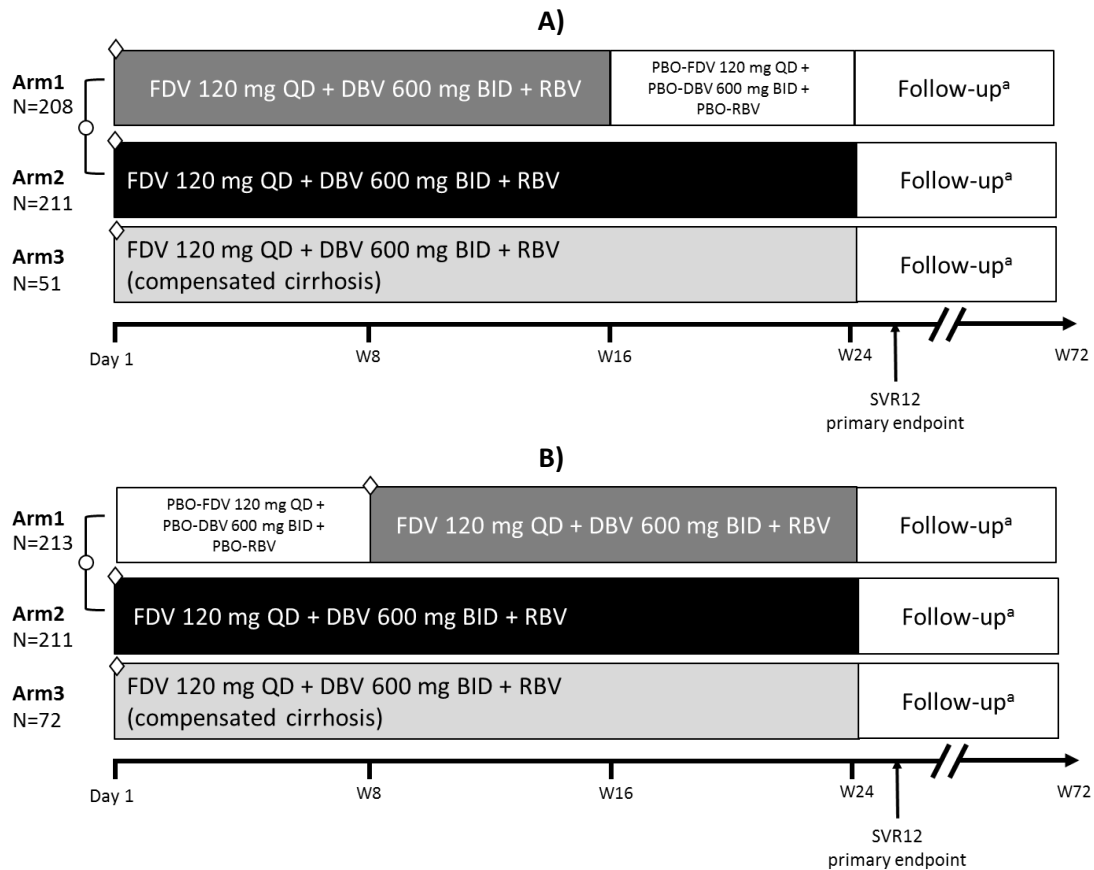 A)
Arm1
N=208
FDV 120 mg QD + DBV 600 mg BID + RBV
PBO-FDV 120 mg QD +
PBO-DBV 600 mg BID +
PBO-RBV
Follow-upᵃ
Arm2
N=211
FDV 120 mg QD + DBV 600 mg BID + RBV
Follow-upᵃ
Arm3
N=51
FDV 120 mg QD + DBV 600 mg BID + RBV
(compensated cirrhosis)
Follow-upᵃ
Day 1
W8
W16
W24
W72
SVR12
primary endpoint
B)
Arm1
N=213
PBO-FDV 120 mg QD +
PBO-DBV 600 mg BID +
PBO-RBV
FDV 120 mg QD + DBV 600 mg BID + RBV
Follow-upᵃ
Arm2
N=211
FDV 120 mg QD + DBV 600 mg BID + RBV
Follow-upᵃ
Arm3
N=72
FDV 120 mg QD + DBV 600 mg BID + RBV
(compensated cirrhosis)
Follow-upᵃ
Day 1
W8
W16
W24
W72
SVR12
primary endpoint